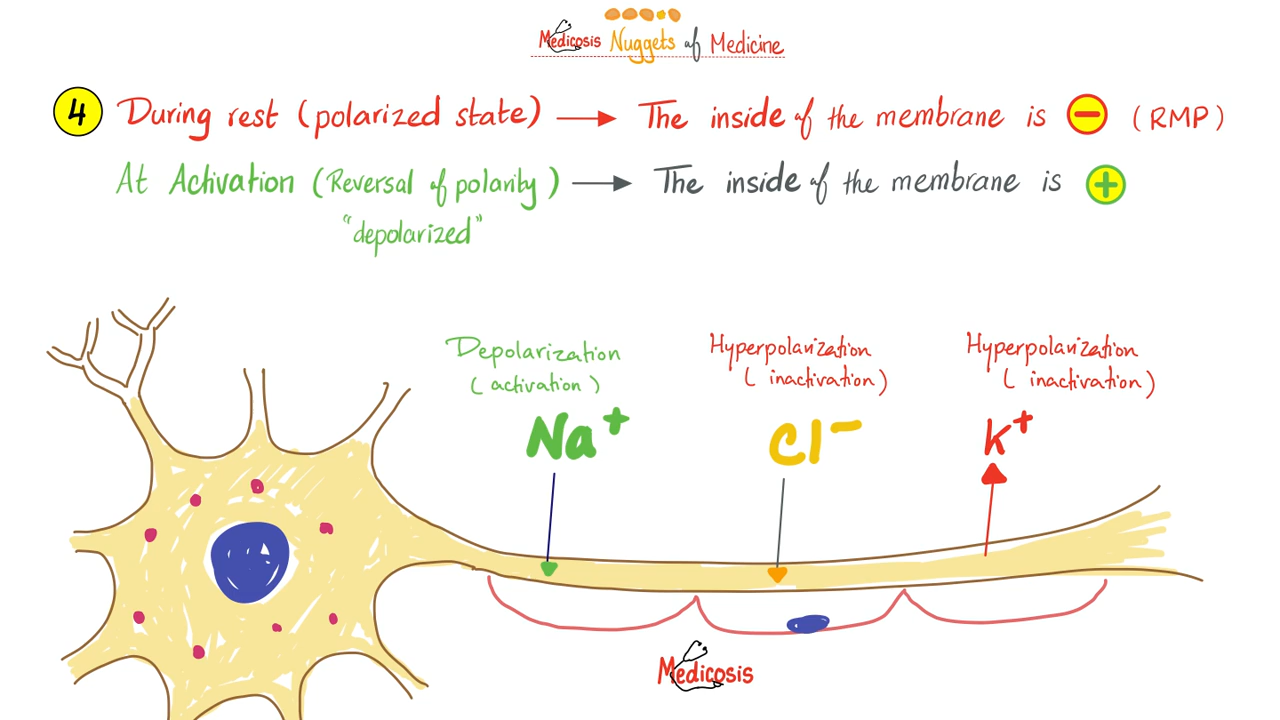 Medicosis Nuggets of Medicine
4 During rest (polarized state) → The inside of the membrane is − (RMP)
At Activation (Reversal of polarity) → The inside of the membrane is +
"depolarized"
Depolarization
(activation)
Na⁺
Hyperpolarization
(inactivation)
Cl⁻
Hyperpolarization
(inactivation)
K⁺
Medicosis